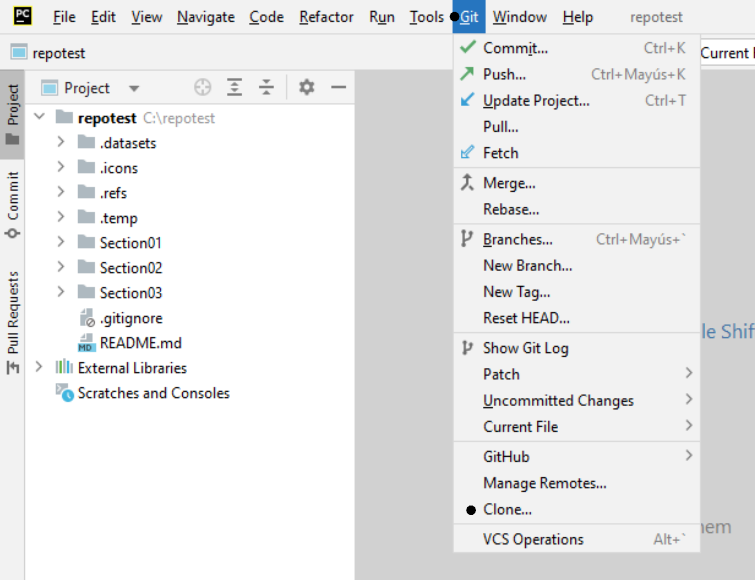 PC File Edit View Navigate Code Refactor Run Tools Git Window Help repotest
repotest
Current
Project
Commit
Pull Requests
Project
repotest C:\repotest
.datasets
.icons
.refs
.temp
Section01
Section02
Section03
.gitignore
MD README.md
External Libraries
Scratches and Consoles
Commit... Ctrl+K
Push... Ctrl+Mayús+K
Update Project... Ctrl+T
Pull...
Fetch
Merge...
Rebase...
Branches... Ctrl+Mayús+`
New Branch...
New Tag...
Reset HEAD...
Show Git Log
Patch
Uncommitted Changes
Current File
GitHub
Manage Remotes...
Clone...
VCS Operations Alt+`
le Shif
hem